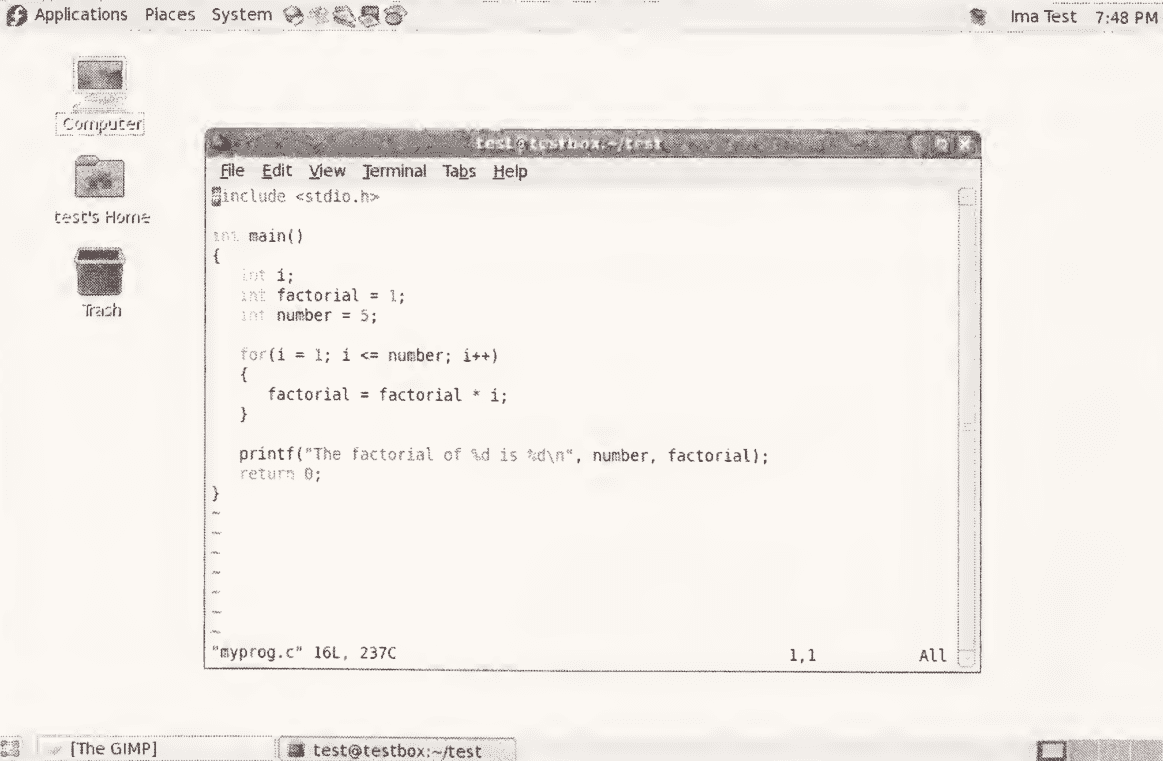 Applications Places System Ima Test 7:48 PM
Computer
test's Home
Trash
test@testbox:~/test
File Edit View Terminal Tabs Help
#include <stdio.h>
int main()
{
int i;
int factorial = 1;
int number = 5;
for(i = 1; i <= number; i++)
{
factorial = factorial * i;
}
printf("The factorial of %d is %d\n", number, factorial);
return 0;
}
~
~
~
~
~
~
~
"myprog.c" 16L, 237C 1,1 All
[The GIMP] test@testbox:~/test